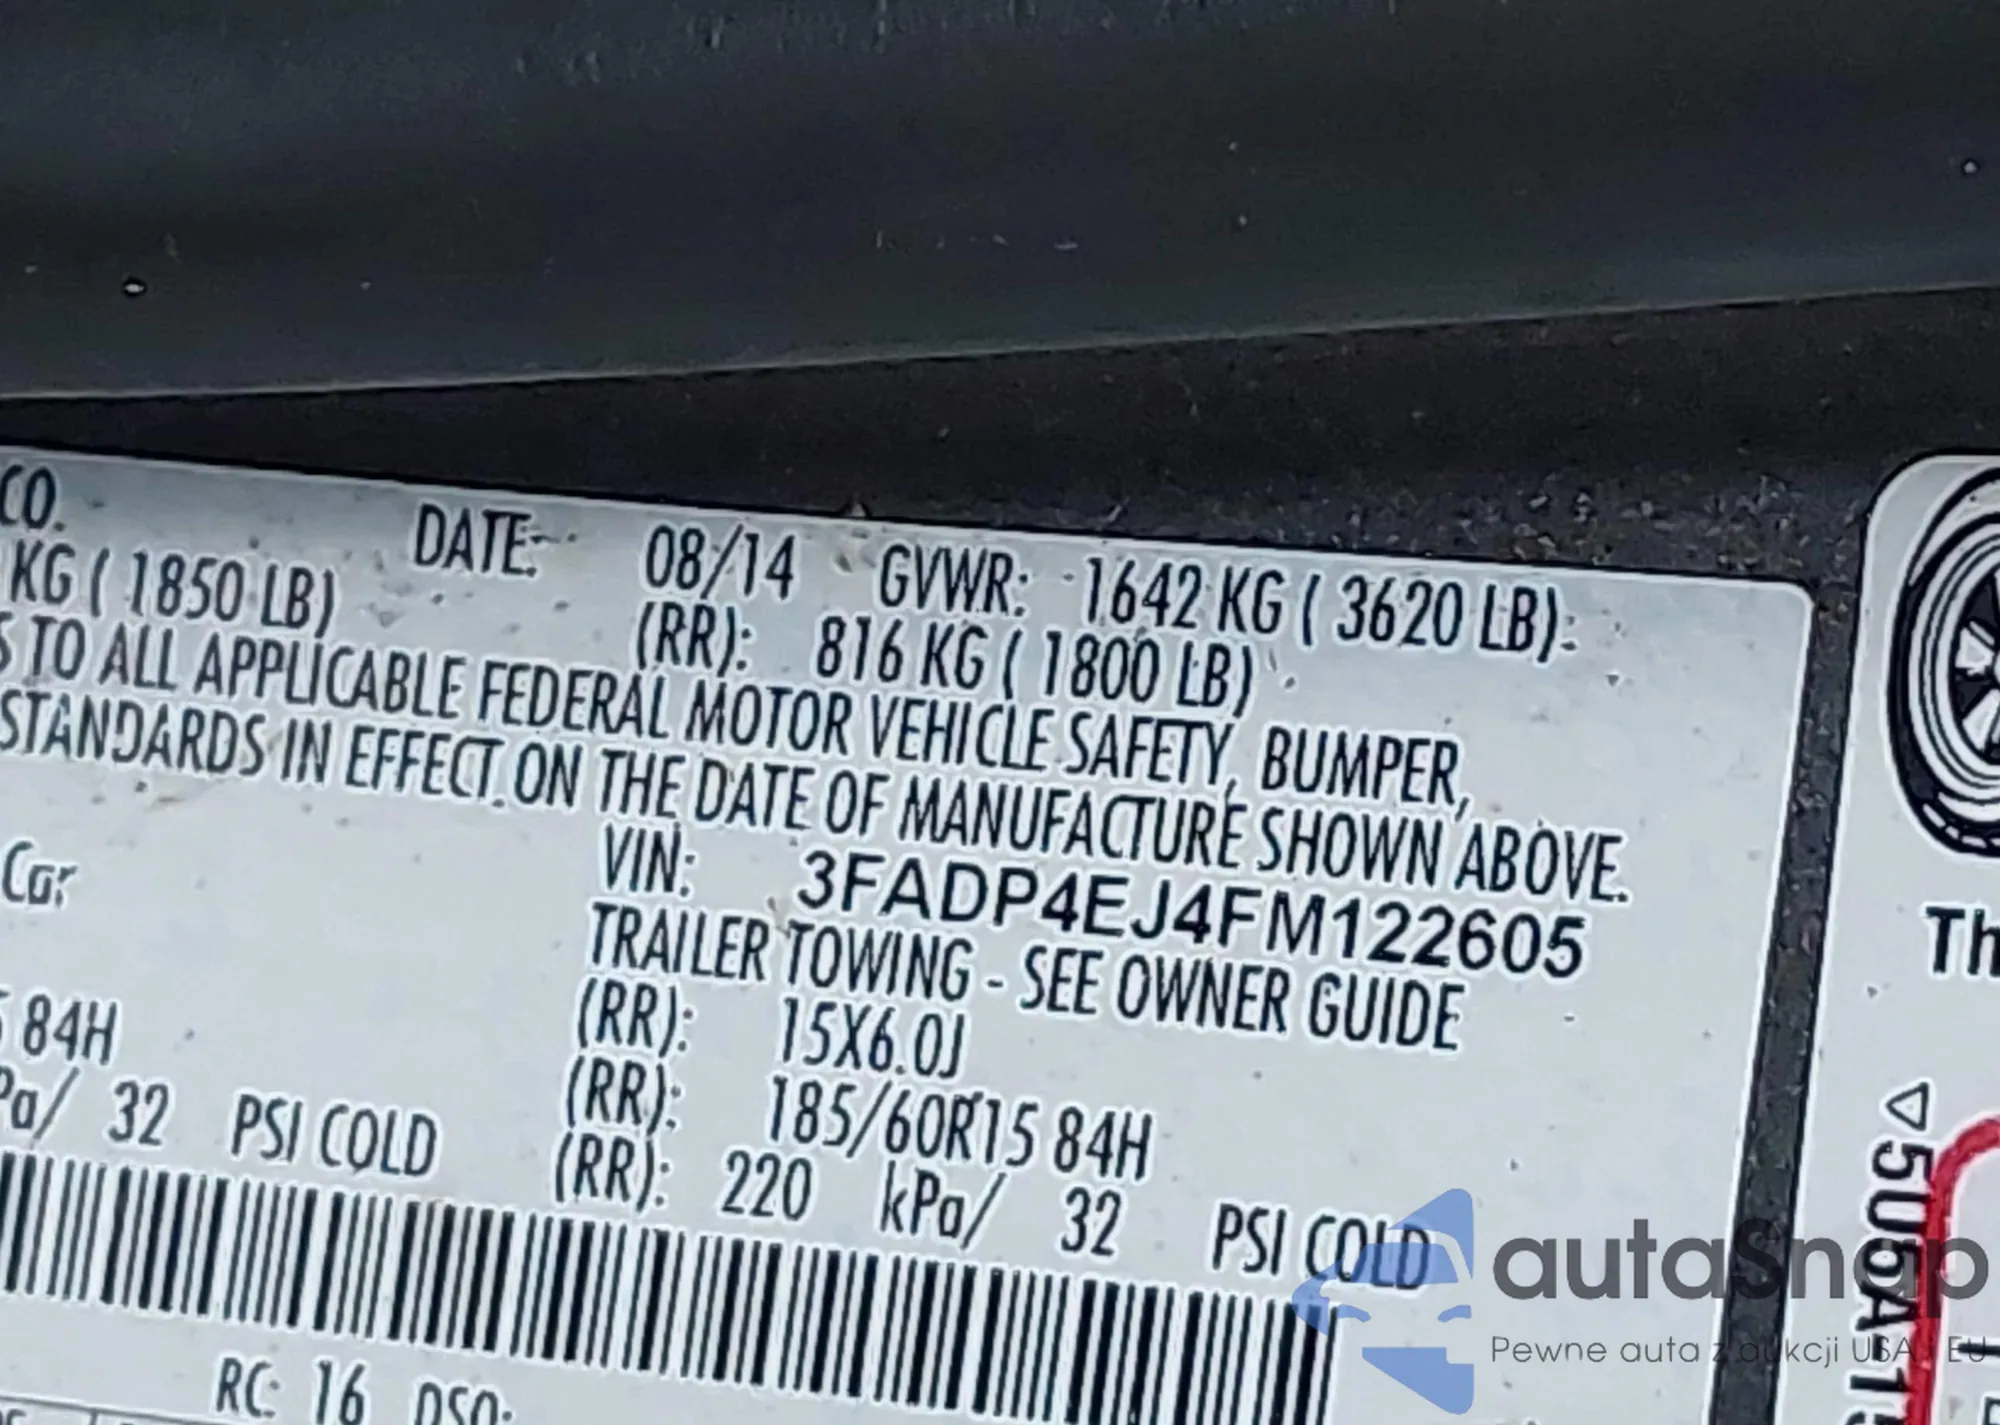 CO.
DATE: 08/14 GVWR: 1642 KG ( 3620 LB)
KG ( 1850 LB) (RR): 816 KG ( 1800 LB)
TO ALL APPLICABLE FEDERAL MOTOR VEHICLE SAFETY, BUMPER,
STANDARDS IN EFFECT ON THE DATE OF MANUFACTURE SHOWN ABOVE.
VIN: 3FADP4EJ4FM122605
Car
TRAILER TOWING - SEE OWNER GUIDE
(RR): 15X6.0J
84H (RR): 185/60R15 84H
32 PSI COLD (RR): 220 kPa/ 32 PSI COLD
RC: 16 DSO:
Th
▽505A1
autaSnap
Pewne auta z aukcji USA i EU